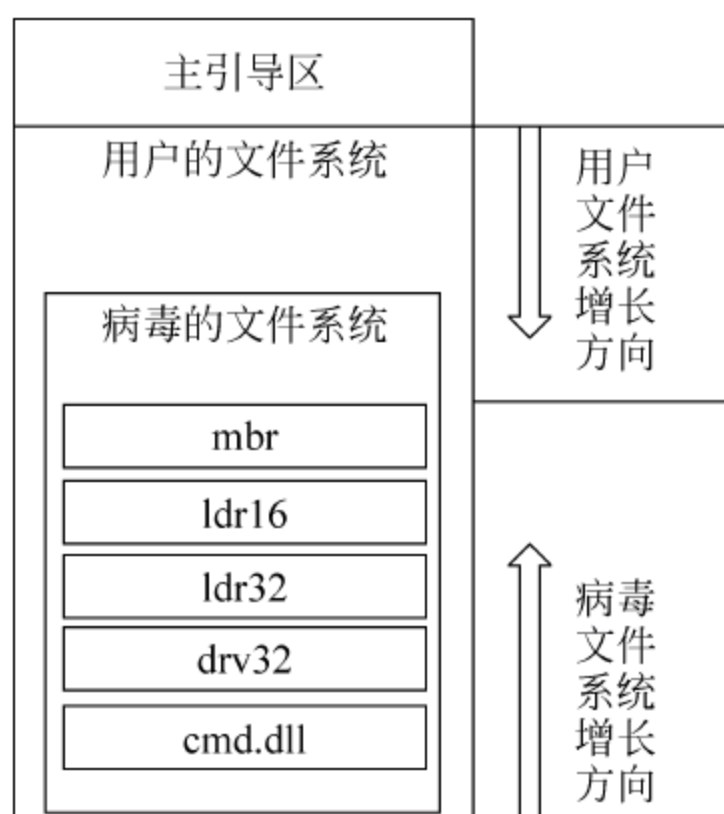 主引导区
用户的文件系统
病毒的文件系统
mbr
ldr16
ldr32
drv32
cmd.dll
用户
文件
系统
增长
方向
病毒
文件
系统
增长
方向